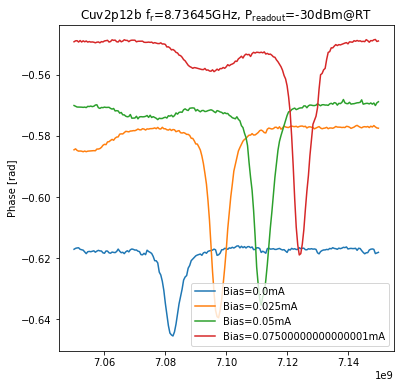 Cuv2p12b fr=8.73645GHz, Preadout=-30dBm@RT
Phase [rad]
−0.56
−0.58
−0.60
−0.62
−0.64
Bias=0.0mA
Bias=0.025mA
Bias=0.05mA
Bias=0.07500000000000001mA
7.06 7.08 7.10 7.12 7.14
1e9